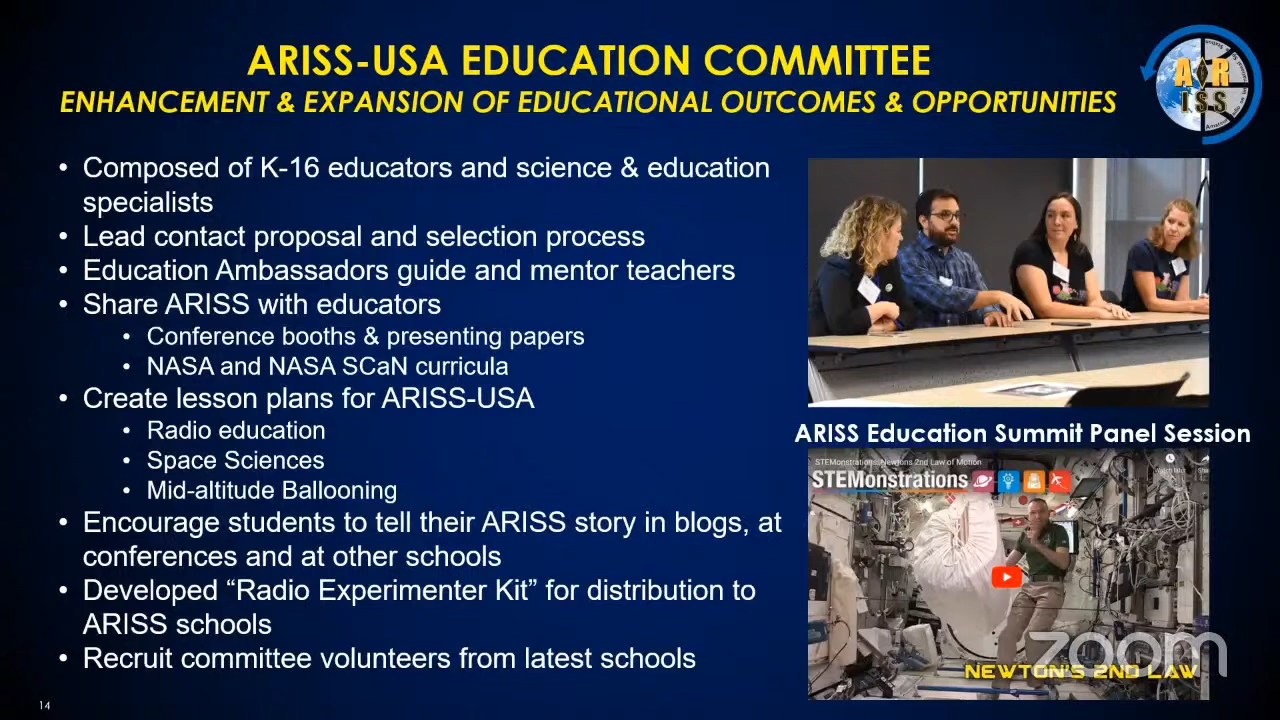 ARISS-USA EDUCATION COMMITTEE
ENHANCEMENT & EXPANSION OF EDUCATIONAL OUTCOMES & OPPORTUNITIES
A R
ISS
• Composed of K-16 educators and science & education
specialists
• Lead contact proposal and selection process
• Education Ambassadors guide and mentor teachers
• Share ARISS with educators
• Conference booths & presenting papers
• NASA and NASA SCaN curricula
• Create lesson plans for ARISS-USA
• Radio education
• Space Sciences
• Mid-altitude Ballooning
• Encourage students to tell their ARISS story in blogs, at
conferences and at other schools
• Developed “Radio Experimenter Kit” for distribution to
ARISS schools
• Recruit committee volunteers from latest schools
ARISS Education Summit Panel Session
STEMonstrations: Newtons 2nd Law of Motion
Watch later
STEMonstrations
NEWTON'S 2ND LAW
zoom
14